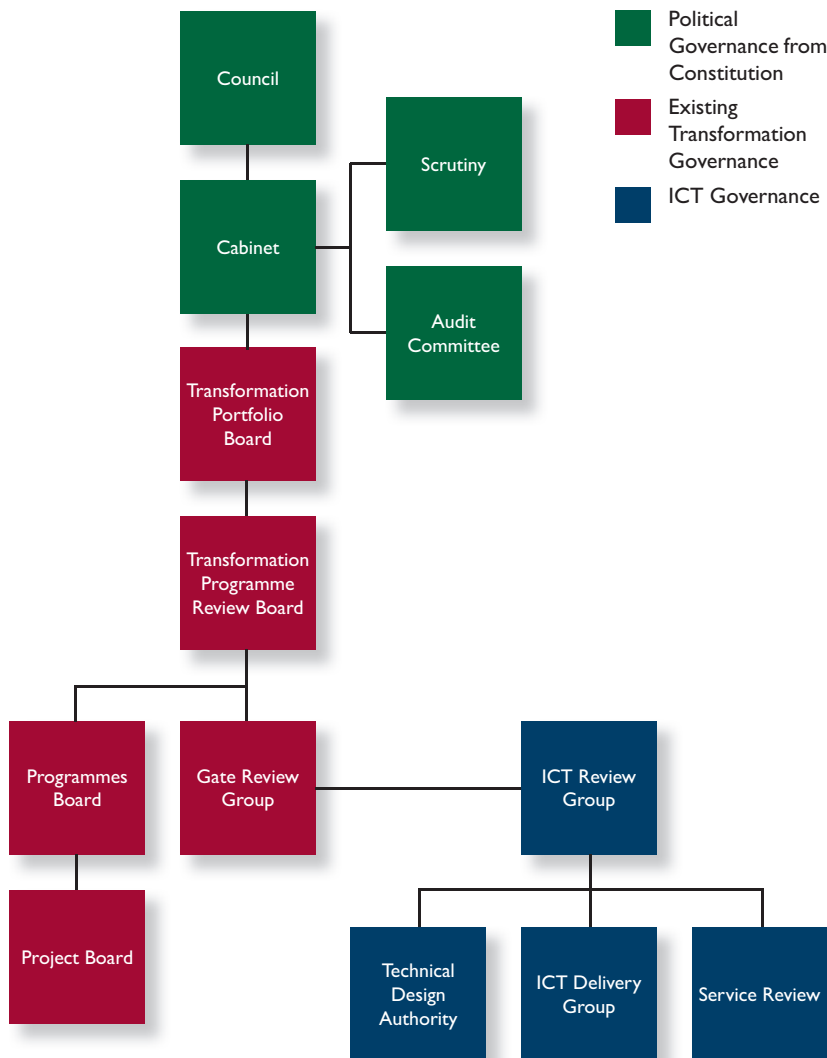 Council
Political
Governance from
Constitution
Existing
Transformation
Governance
ICT Governance
Scrutiny
Cabinet
Audit
Committee
Transformation
Portfolio
Board
Transformation
Programme
Review Board
Programmes
Board
Gate Review
Group
ICT Review
Group
Project Board
Technical
Design
Authority
ICT Delivery
Group
Service Review